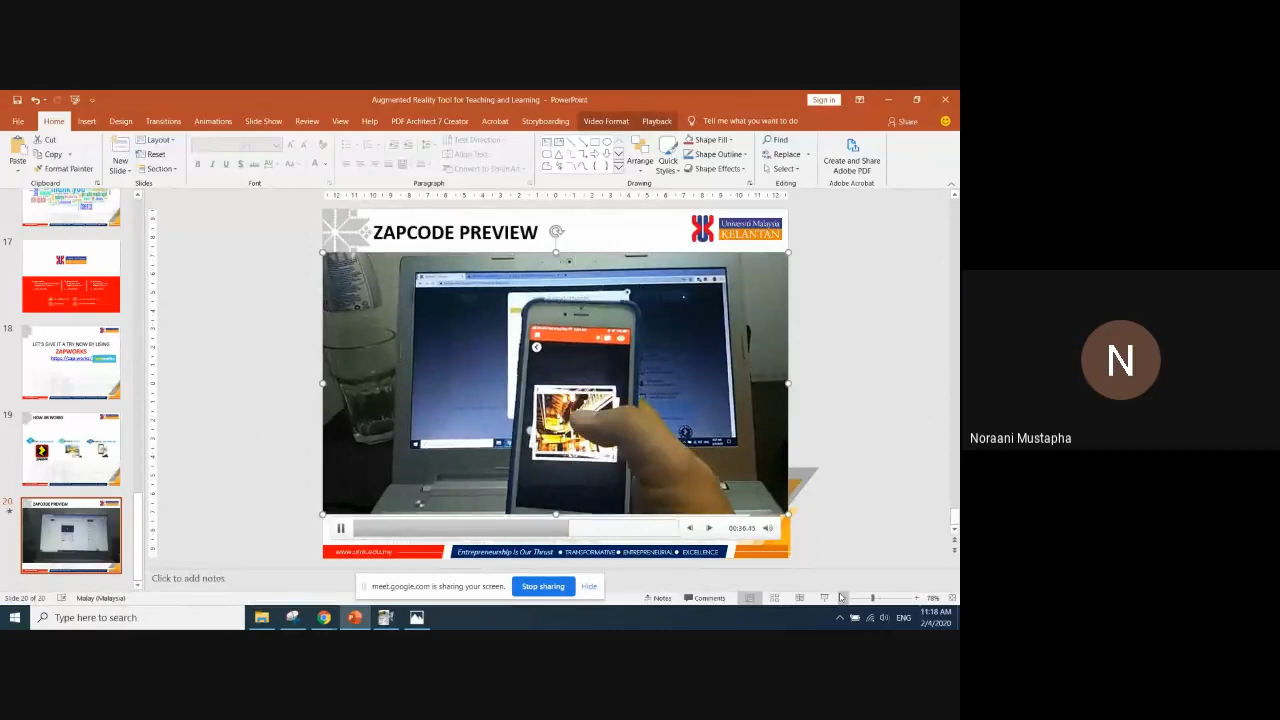 Augmented Reality Tool for Teaching and Learning - PowerPoint
Sign in
File Home Insert Design Transitions Animations Slide Show Review View Help PDF Architect 7 Creator Acrobat Storyboarding Video Format Playback Tell me what you want to do Share
Paste
Cut
Copy
Format Painter
Clipboard
New
Slide
Layout
Reset
Section
Slides
Font
Text Direction
Align Text
Convert to SmartArt
Paragraph
Arrange
Quick
Styles
Shape Fill
Shape Outline
Shape Effects
Drawing
Find
Replace
Select
Editing
Create and Share
Adobe PDF
Adobe Acrobat
thank you
17
18
LET'S GIVE IT A TRY NOW BY USING
ZAPWORKS
19
HOW AR WORKS
20
ZAPCODE PREVIEW
ZAPCODE PREVIEW
Universiti Malaysia
KELANTAN
00:36.45
www.umk.edu.my
Entrepreneurship Is Our Thrust ● TRANSFORMATIVE ● ENTREPRENEURIAL ● EXCELLENCE
Click to add notes
meet.google.com is sharing your screen.
Stop sharing
Hide
Slide 20 of 20
Malay (Malaysia)
Notes
Comments
78%
Type here to search
ENG
11:18 AM
2/4/2020
N
Noraani Mustapha